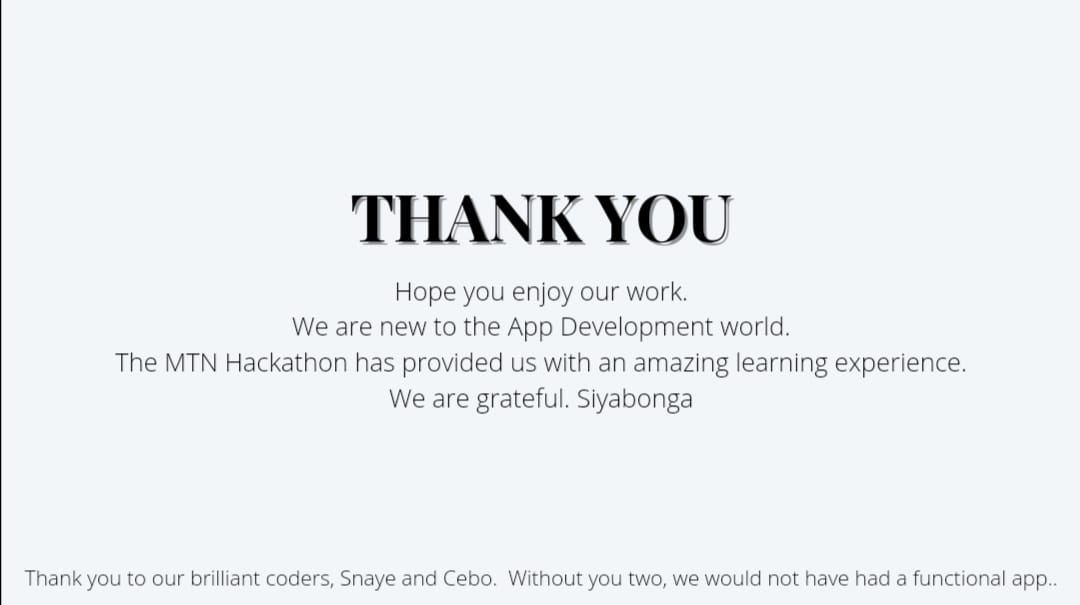 THANK YOU
Hope you enjoy our work.
We are new to the App Development world.
The MTN Hackathon has provided us with an amazing learning experience.
We are grateful. Siyabonga
Thank you to our brilliant coders, Snaye and Cebo.  Without you two, we would not have had a functional app..